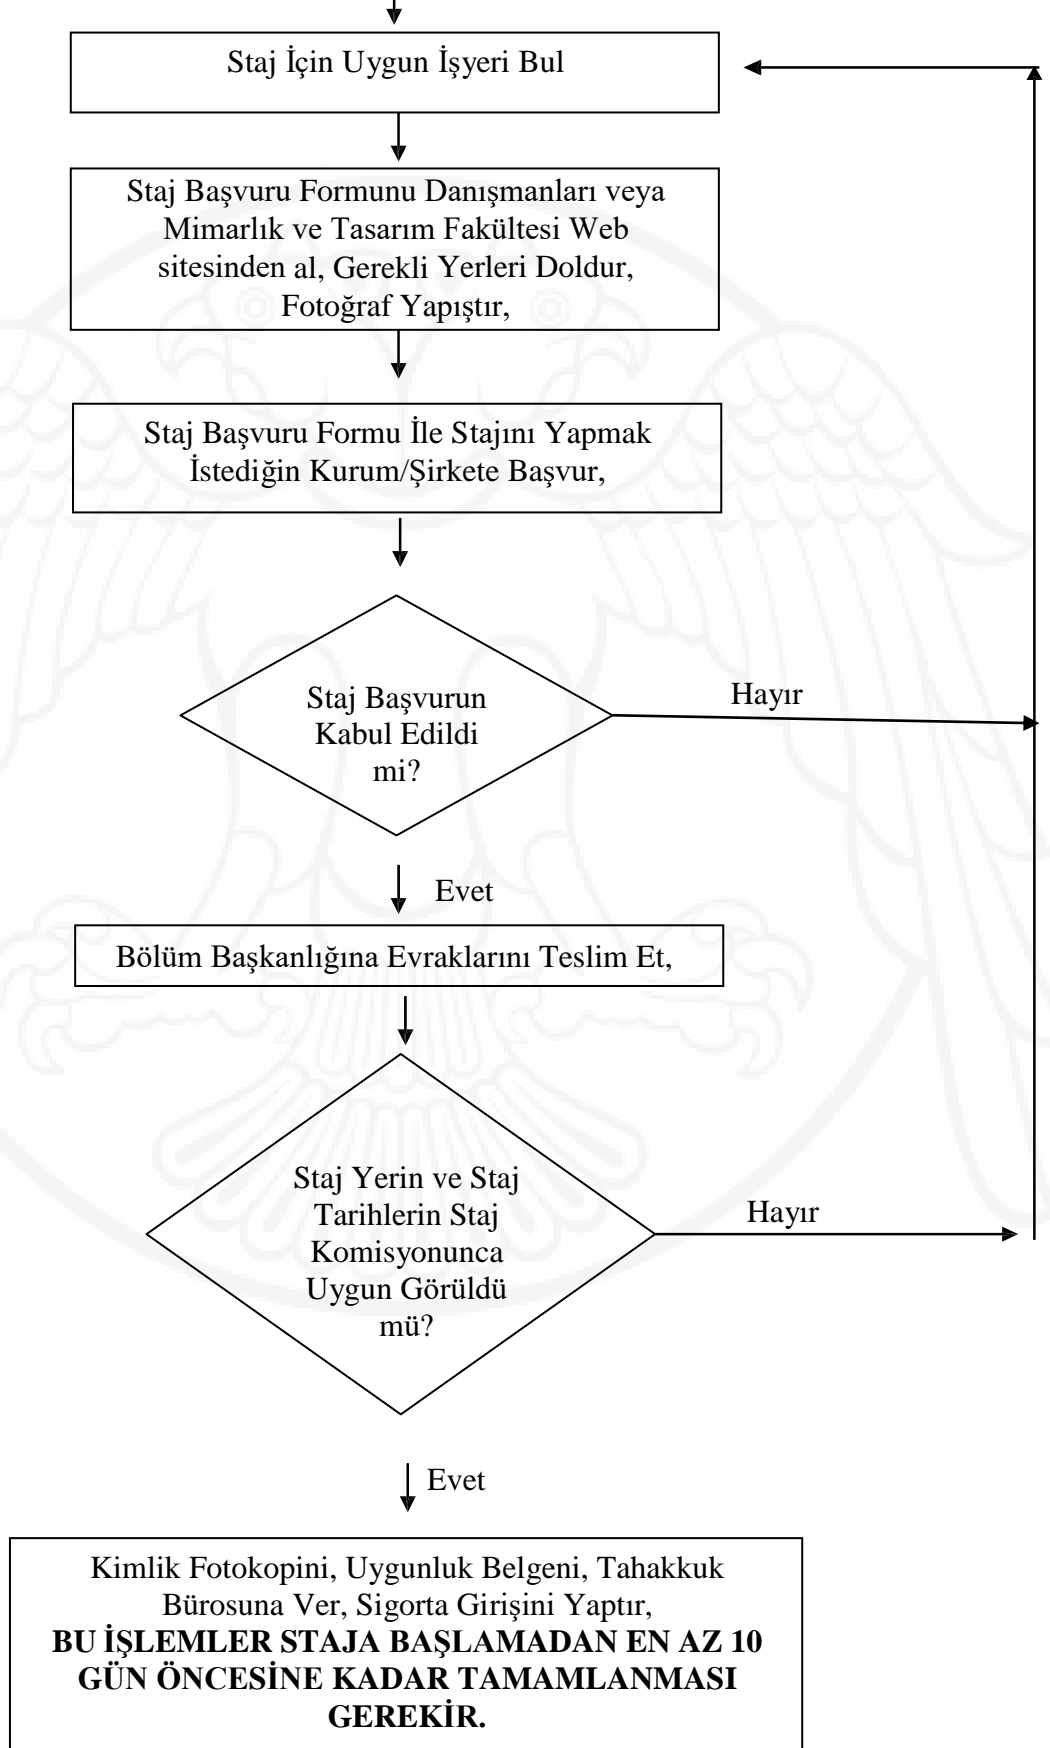 Staj İçin Uygun İşyeri Bul
Staj Başvuru Formunu Danışmanları veya
Mimarlık ve Tasarım Fakültesi Web
sitesinden al, Gerekli Yerleri Doldur,
Fotoğraf Yapıştır,
Staj Başvuru Formu İle Stajını Yapmak
İstediğin Kurum/Şirkete Başvur,
Staj Başvurun
Kabul Edildi
mi?
Hayır
Evet
Bölüm Başkanlığına Evraklarını Teslim Et,
Staj Yerin ve Staj
Tarihlerin Staj
Komisyonunca
Uygun Görüldü
mü?
Hayır
Evet
Kimlik Fotokopini, Uygunluk Belgeni, Tahakkuk
Bürosuna Ver, Sigorta Girişini Yaptır,
BU İŞLEMLER STAJA BAŞLAMADAN EN AZ 10
GÜN ÖNCESİNE KADAR TAMAMLANMASI
GEREKİR.